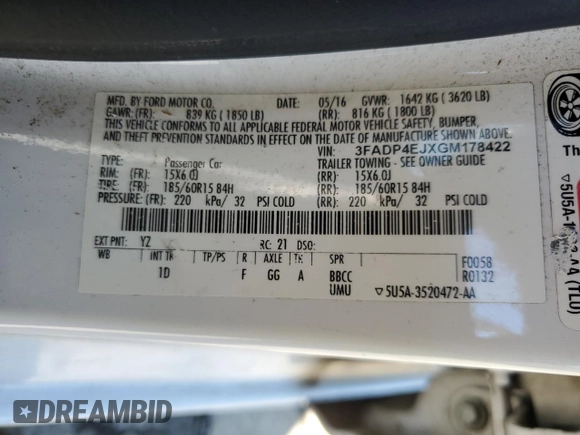 MFD. BY FORD MOTOR CO. DATE: 05/16 GVWR: 1642 KG ( 3620 LB)
GAWR: (FR): 839 KG ( 1850 LB) (RR): 816 KG ( 1800 LB)
THIS VEHICLE CONFORMS TO ALL APPLICABLE FEDERAL MOTOR VEHICLE SAFETY, BUMPER,
AND THEFT PREVENTION STANDARDS IN EFFECT ON THE DATE OF MANUFACTURE SHOWN ABOVE.
VIN: 3FADP4EJXGM178422
TYPE: Passenger Car TRAILER TOWING - SEE OWNER GUIDE
RIM: (FR): 15X6.0J (RR): 15X6.0J
TIRE: (FR): 185/60R15 84H (RR): 185/60R15 84H
PRESSURE: (FR): 220 kPa/ 32 PSI COLD (RR): 220 kPa/ 32 PSI COLD
EXT PNT: YZ RC: 21 DSO:
WB INT TR TP/PS R AXLE TR SPR F0058
1D F GG A BBCC R0132
UMU ▿5U5A-3520472-AA
(TLU)
DREAMBID